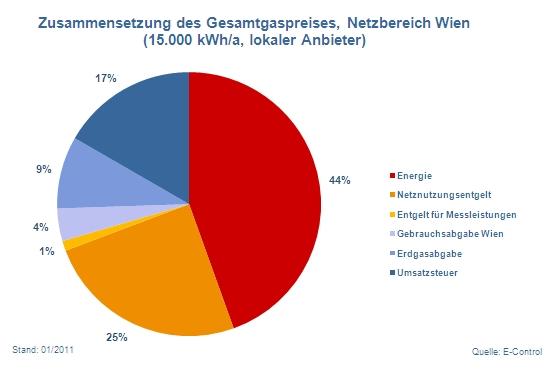 Zusammensetzung des Gesamtgaspreises, Netzbereich Wien
(15.000 kWh/a, lokaler Anbieter)
17%
44%
9%
4%
1%
25%
Energie
Netznutzungsentgelt
Entgelt für Messleistungen
Gebrauchsabgabe Wien
Erdgasabgabe
Umsatzsteuer
Stand: 01/2011
Quelle: E-Control